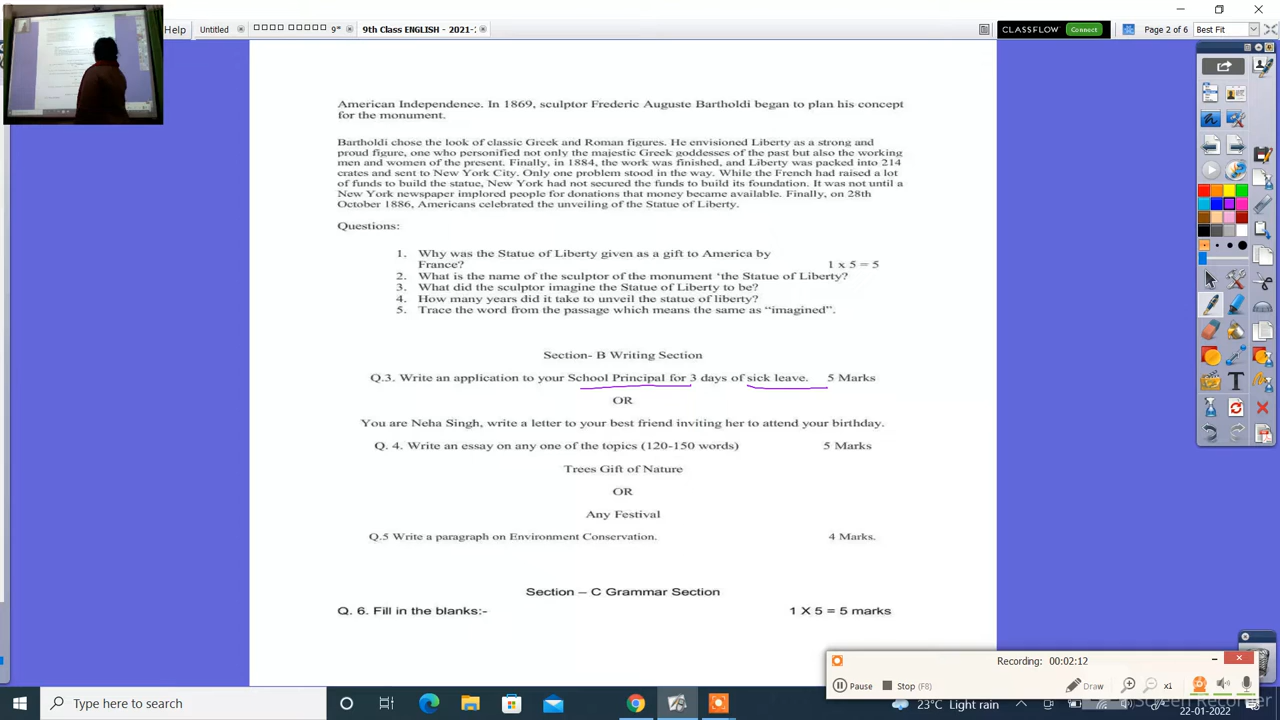 Help Untitled 9" 9th Class ENGLISH - 2021-
CLASSFLOW Connect Page 2 of 6 Best Fit
American Independence. In 1869, sculptor Frederic Auguste Bartholdi began to plan his concept
for the monument.
Bartholdi chose the look of classic Greek and Roman figures. He envisioned Liberty as a strong and
proud figure, one who personified not only the majestic Greek goddesses of the past but also the working
men and women of the present. Finally, in 1884, the work was finished, and Liberty was packed into 214
crates and sent to New York City. Only one problem stood in the way. While the French had raised a lot
of funds to build the statue, New York had not secured the funds to build its foundation. It was not until a
New York newspaper implored people for donations that money became available. Finally, on 28th
October 1886, Americans celebrated the unveiling of the Statue of Liberty.
Questions:
1. Why was the Statue of Liberty given as a gift to America by
France? 1 x 5 = 5
2. What is the name of the sculptor of the monument 'the Statue of Liberty?
3. What did the sculptor imagine the Statue of Liberty to be?
4. How many years did it take to unveil the statue of liberty?
5. Trace the word from the passage which means the same as "imagined".
Section- B Writing Section
Q.3. Write an application to your School Principal for 3 days of sick leave. 5 Marks
OR
You are Neha Singh, write a letter to your best friend inviting her to attend your birthday.
Q. 4. Write an essay on any one of the topics (120-150 words) 5 Marks
Trees Gift of Nature
OR
Any Festival
Q.5 Write a paragraph on Environment Conservation. 4 Marks.
Section – C Grammar Section
Q. 6. Fill in the blanks:- 1 X 5 = 5 marks
Recording: 00:02:12
Pause Stop (F8) x1 Draw
Type here to search
23°C Light rain
22-01-2022
Screen Recorder